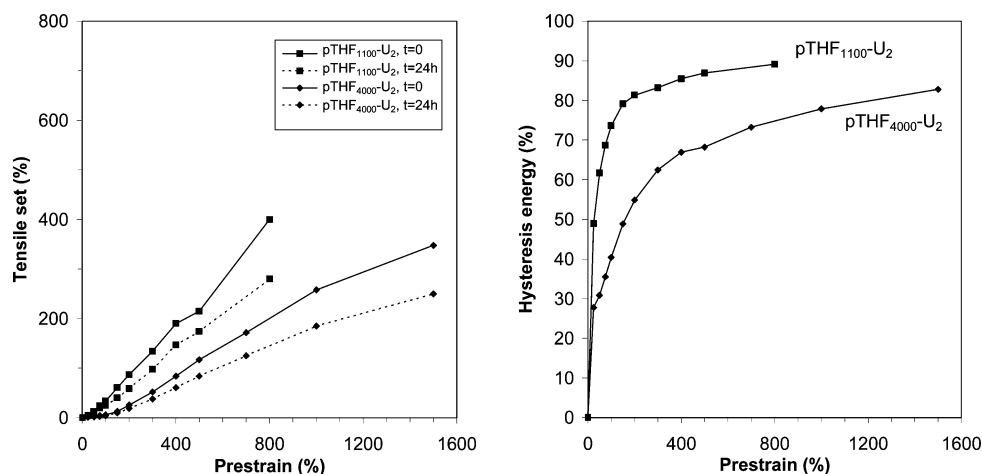 800
600
400
200
0
0 400 800 1200 1600
Tensile set (%)
Prestrain (%)
pTHF₁₁₀₀-U₂, t=0
pTHF₁₁₀₀-U₂, t=24h
pTHF₄₀₀₀-U₂, t=0
pTHF₄₀₀₀-U₂, t=24h
100
90
80
70
60
50
40
30
20
10
0
0 400 800 1200 1600
Hysteresis energy (%)
Prestrain (%)
pTHF₁₁₀₀-U₂
pTHF₄₀₀₀-U₂